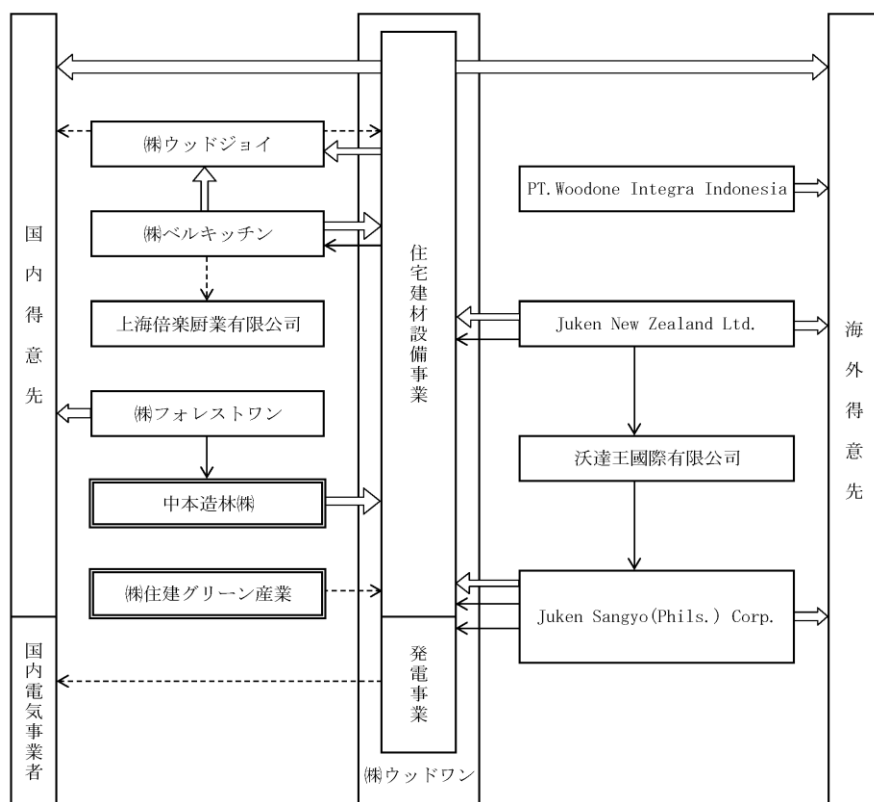 国内得意先
国内電気事業者
㈱ウッドジョイ
㈱ベルキッチン
上海倍楽厨業有限公司
㈱フォレストワン
中本造林㈱
㈱住建グリーン産業
住宅建材設備事業
発電事業
㈱ウッドワン
PT.Woodone Integra Indonesia
Juken New Zealand Ltd.
沃達王國際有限公司
Juken Sangyo(Phils.) Corp.
海外得意先